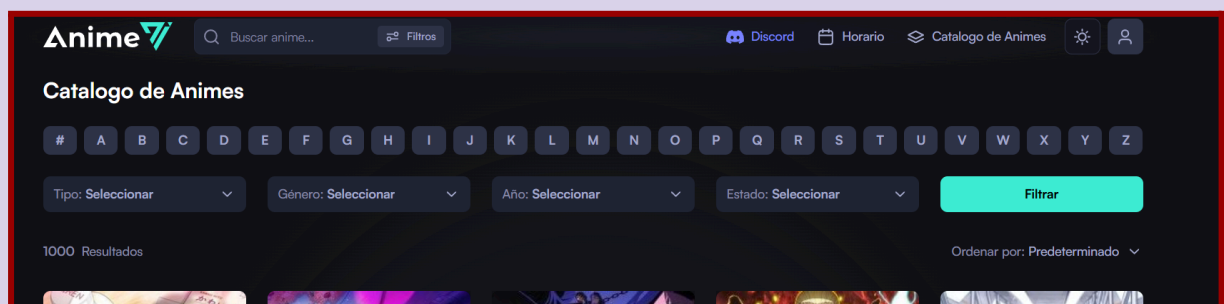 Anime
Buscar anime...
Filtros
Discord
Horario
Catalogo de Animes
Catalogo de Animes
# A B C D E F G H I J K L M N O P Q R S T U V W X Y Z
Tipo: Seleccionar
Género: Seleccionar
Año: Seleccionar
Estado: Seleccionar
Filtrar
1000 Resultados
Ordenar por: Predeterminado